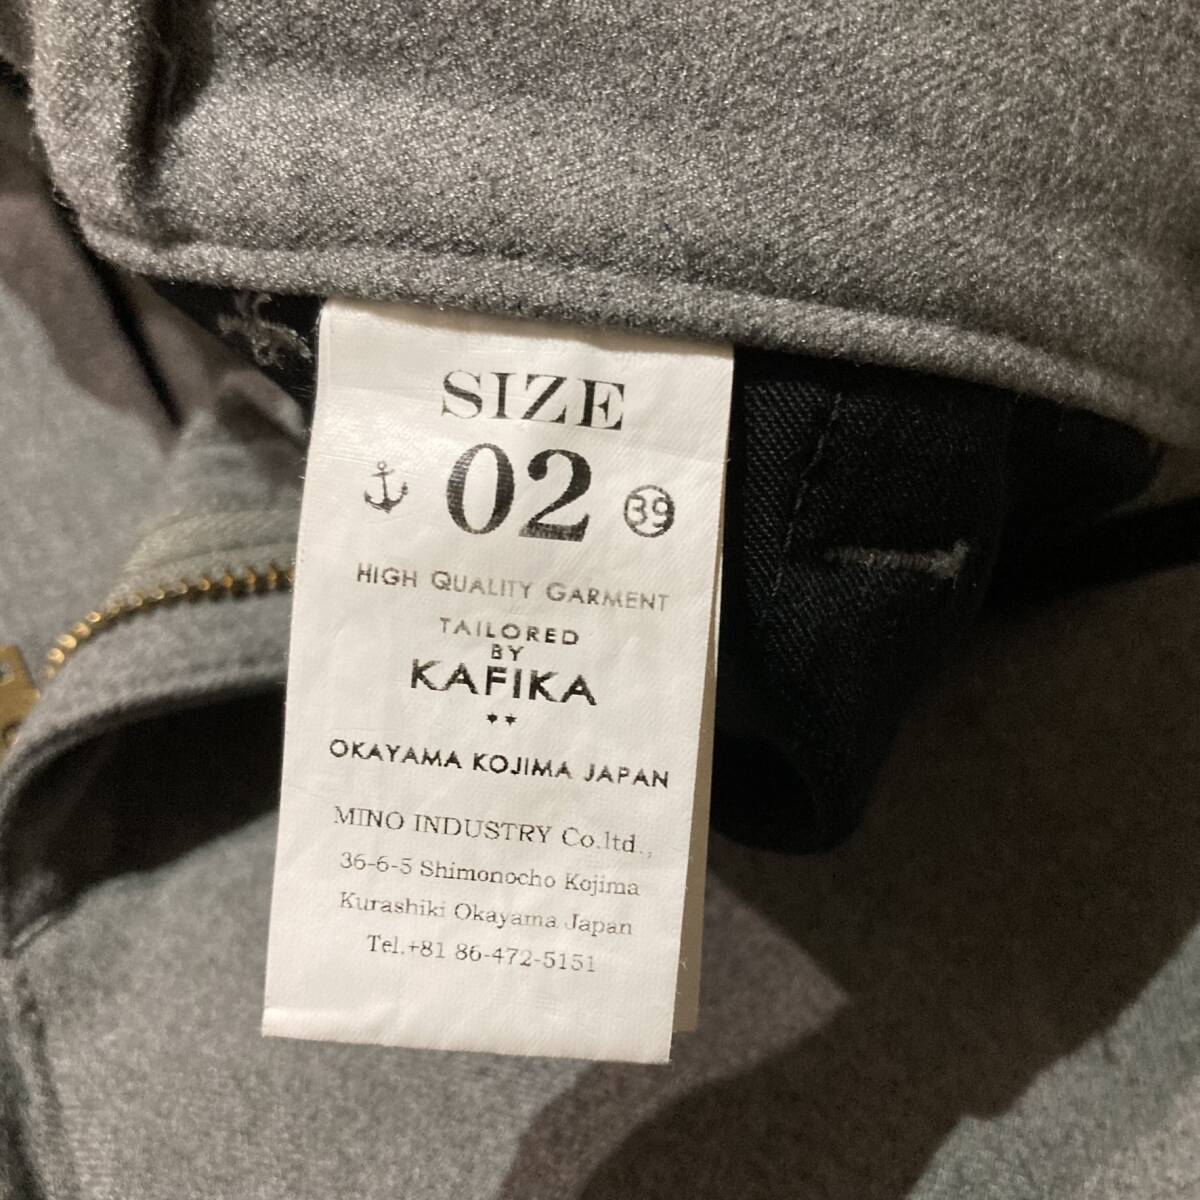 SIZE
02 39
HIGH QUALITY GARMENT
TAILORED
BY
KAFIKA
**
OKAYAMA KOJIMA JAPAN
MINO INDUSTRY Co.ltd.,
36-6-5 Shimonocho Kojima
Kurashiki Okayama Japan
Tel.+81 86-472-5151